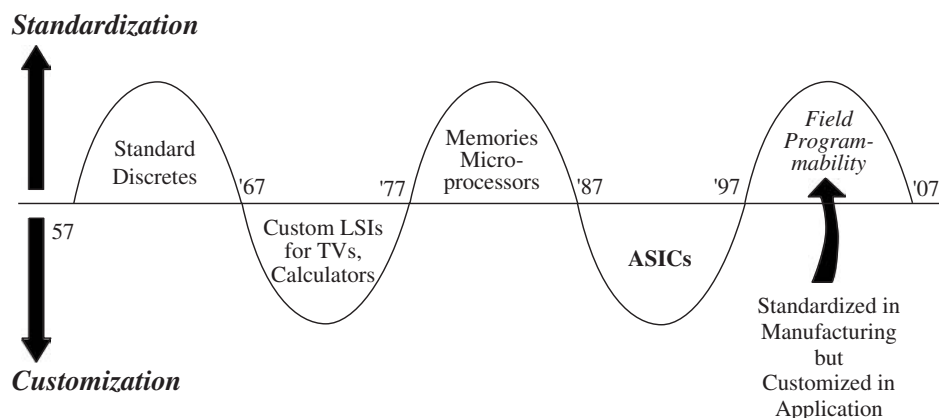 Standardization
Standard
Discretes
'67
Custom LSIs
for TVs,
Calculators
'77
Memories
Micro-
processors
'87
ASICs
'97
Field
Program-
mability
'07
57
Standardized in
Manufacturing
but
Customized in
Application
Customization